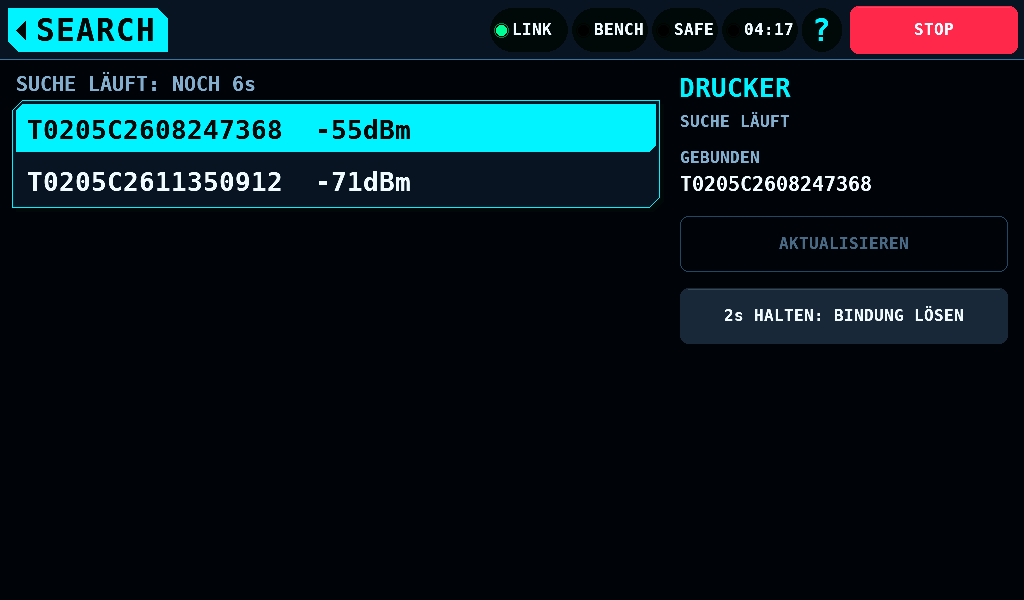 SEARCH
LINK
BENCH
SAFE
04:17
?
STOP
SUCHE LÄUFT: NOCH 6s
T0205C2608247368 -55dBm
T0205C2611350912 -71dBm
DRUCKER
SUCHE LÄUFT
GEBUNDEN
T0205C2608247368
AKTUALISIEREN
2s HALTEN: BINDUNG LÖSEN